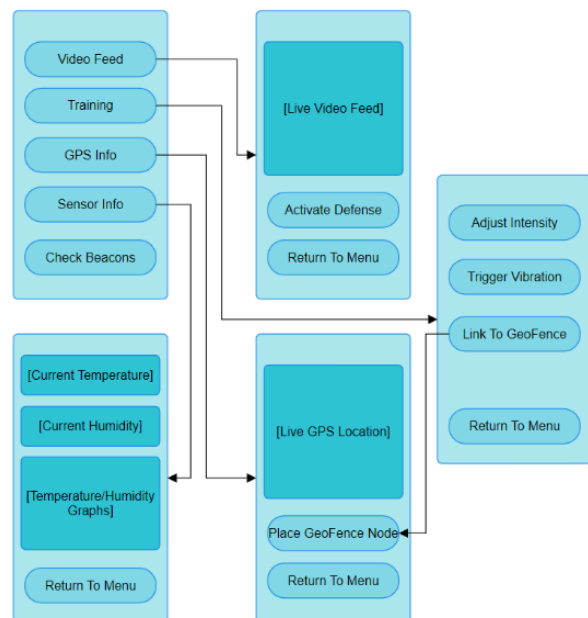 Video Feed
Training
GPS Info
Sensor Info
Check Beacons
[Live Video Feed]
Activate Defense
Return To Menu
Adjust Intensity
Trigger Vibration
Link To GeoFence
Return To Menu
[Current Temperature]
[Current Humidity]
[Temperature/Humidity
Graphs]
Return To Menu
[Live GPS Location]
Place GeoFence Node
Return To Menu